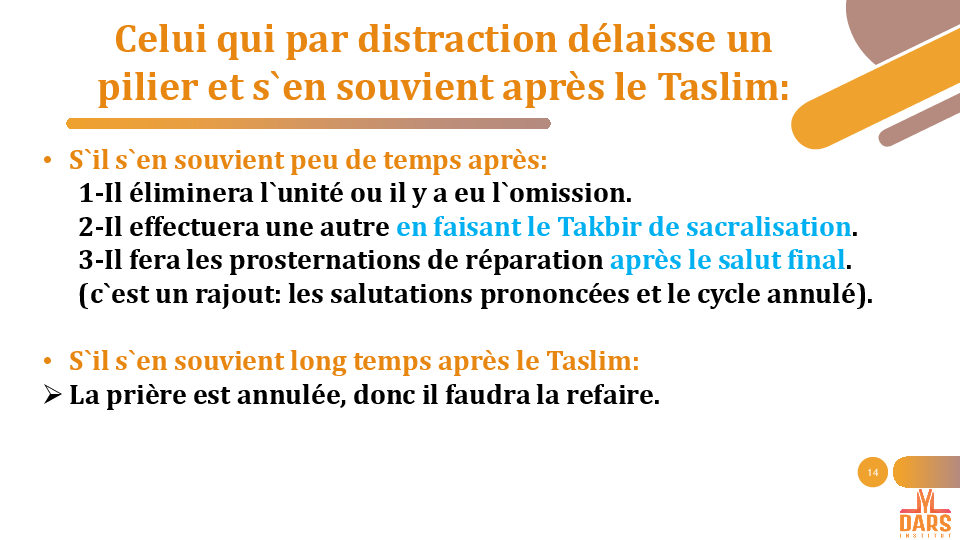 Celui qui par distraction délaisse un
pilier et s`en souvient après le Taslim:
• S`il s`en souvient peu de temps après:
1-Il éliminera l`unité ou il y a eu l`omission.
2-Il effectuera une autre en faisant le Takbir de sacralisation.
3-Il fera les prosternations de réparation après le salut final.
(c`est un rajout: les salutations prononcées et le cycle annulé).
• S`il s`en souvient long temps après le Taslim:
➢ La prière est annulée, donc il faudra la refaire.
14
DARS
INSTITUT